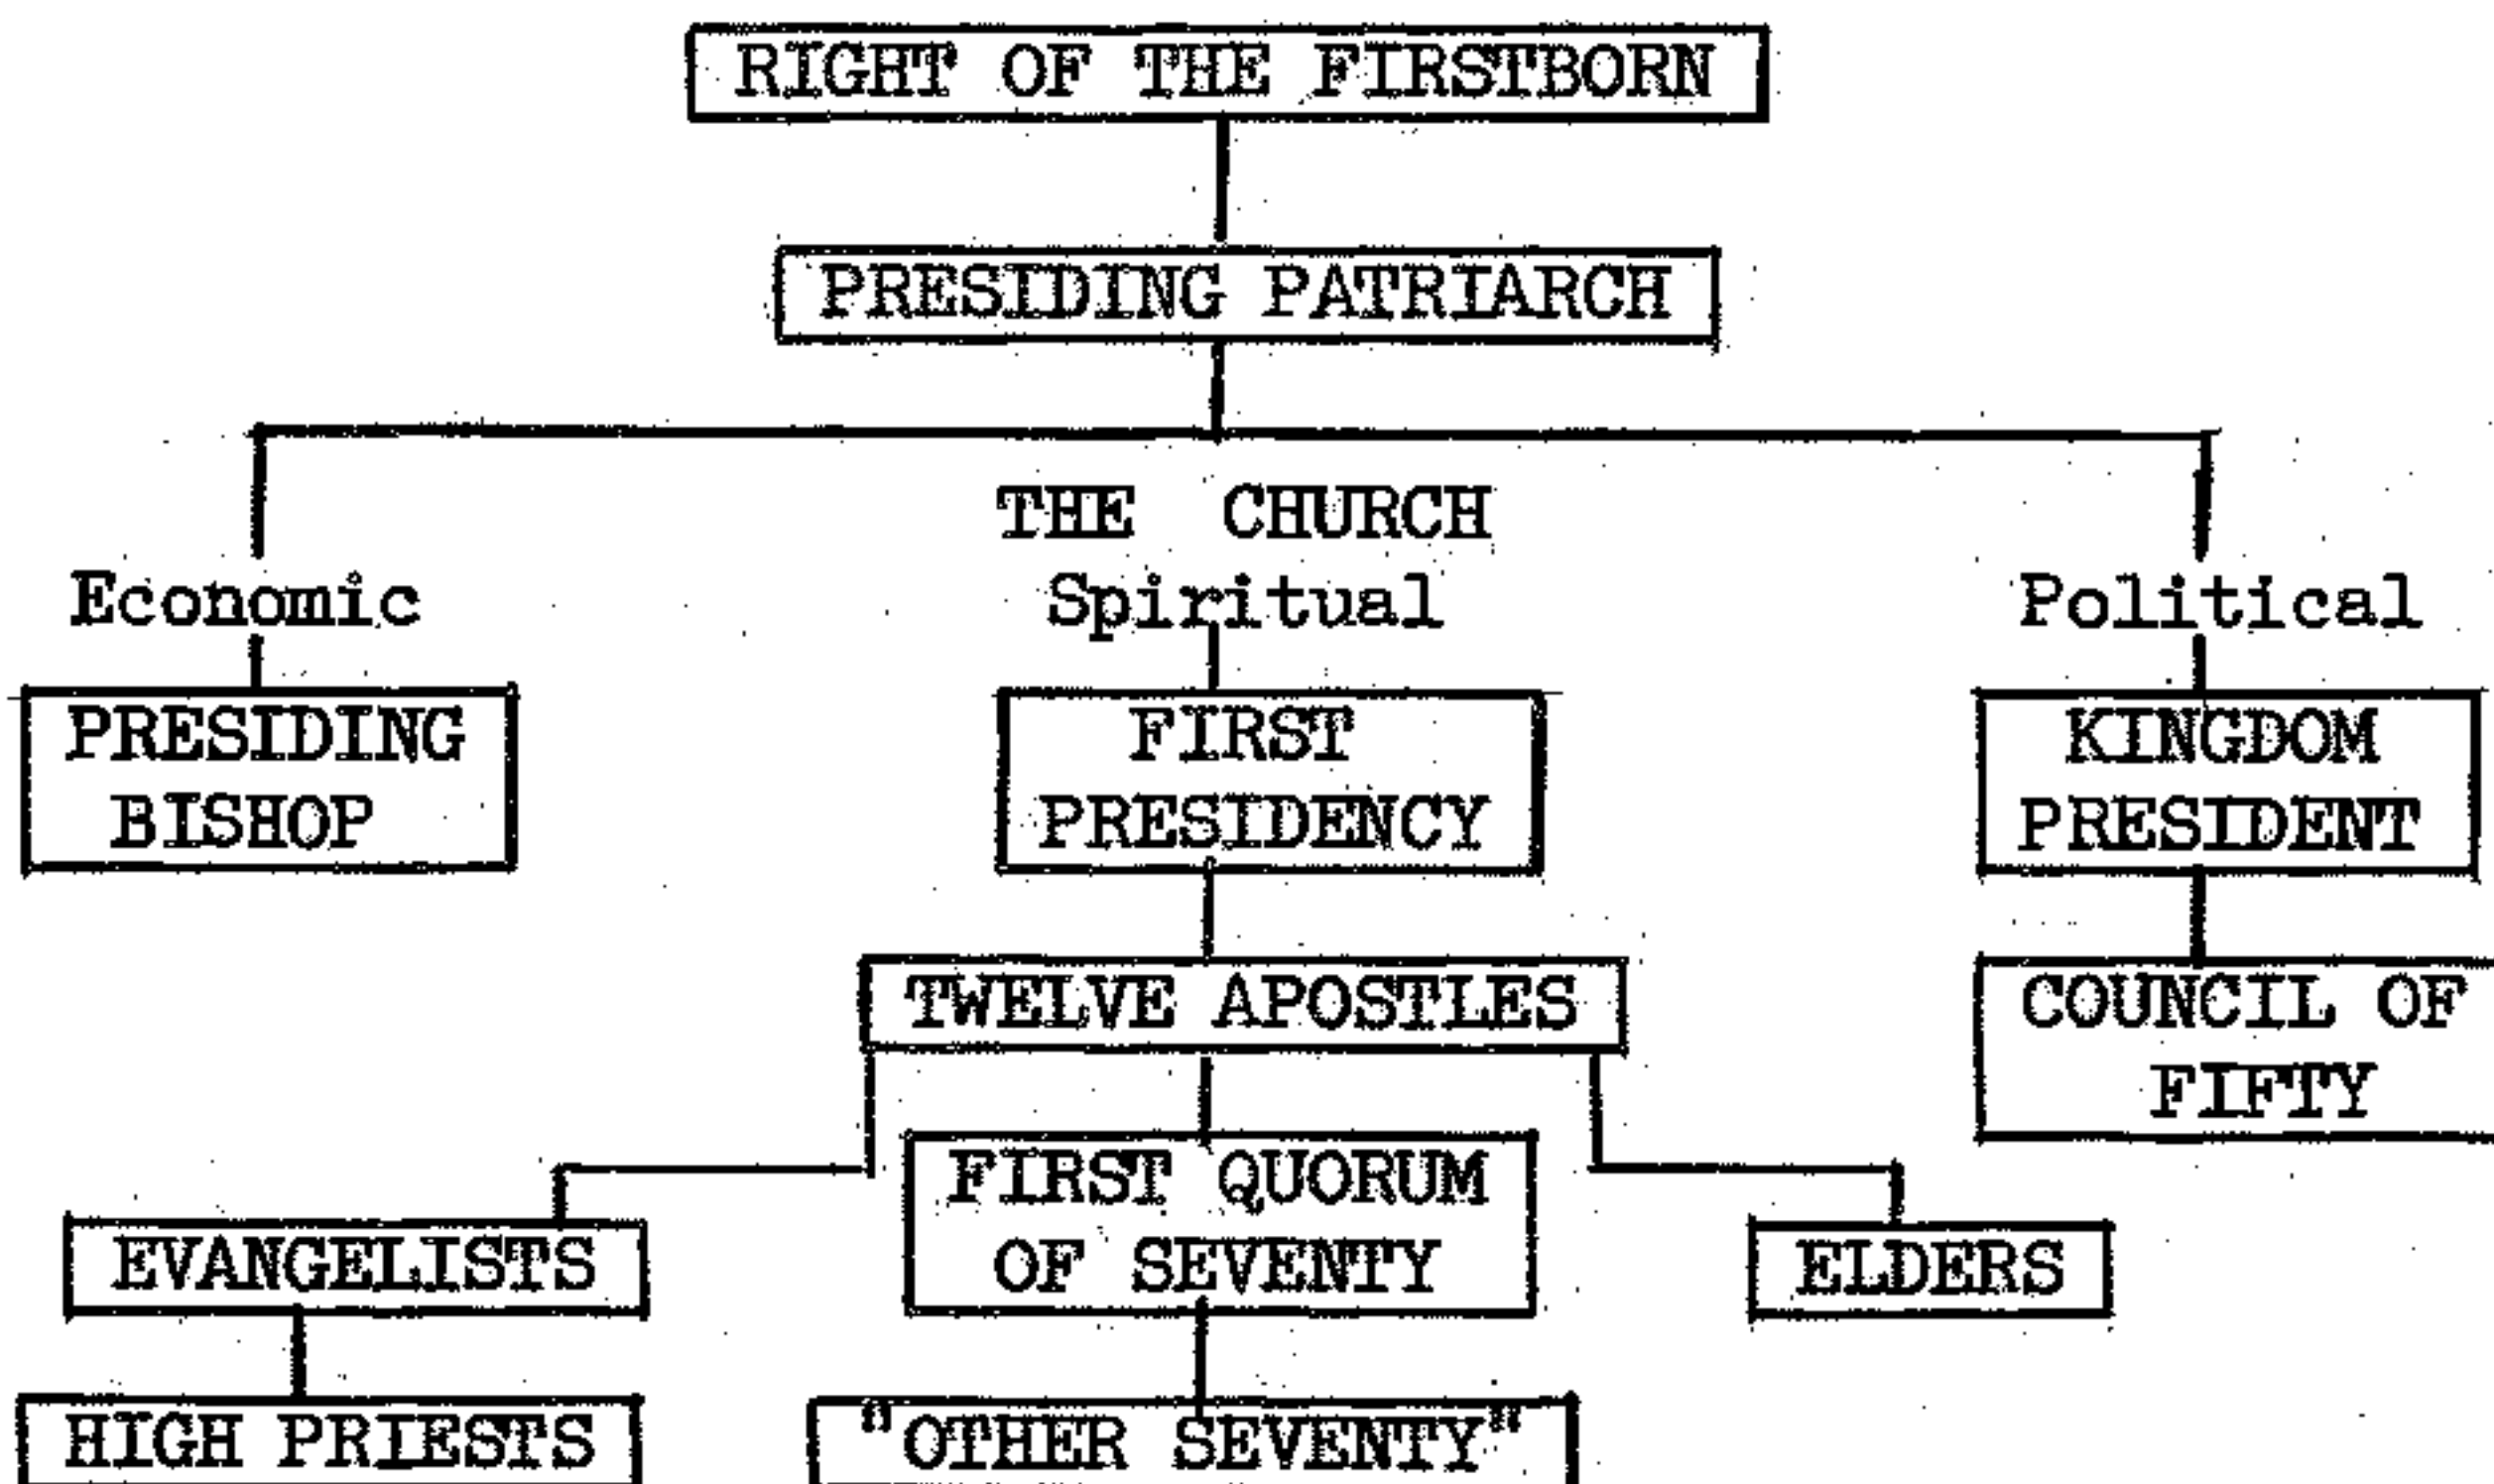 RIGHT OF THE FIRSTBORN
PRESIDING PATRIARCH
THE CHURCH
Economic
Spiritual
Political
PRESIDING
BISHOP
FIRST
PRESIDENCY
KINGDOM
PRESIDENT
TWELVE APOSTLES
COUNCIL OF
FIFTY
EVANGELISTS
FIRST QUORUM
OF SEVENTY
ELDERS
HIGH PRIESTS
"OTHER SEVENTY"